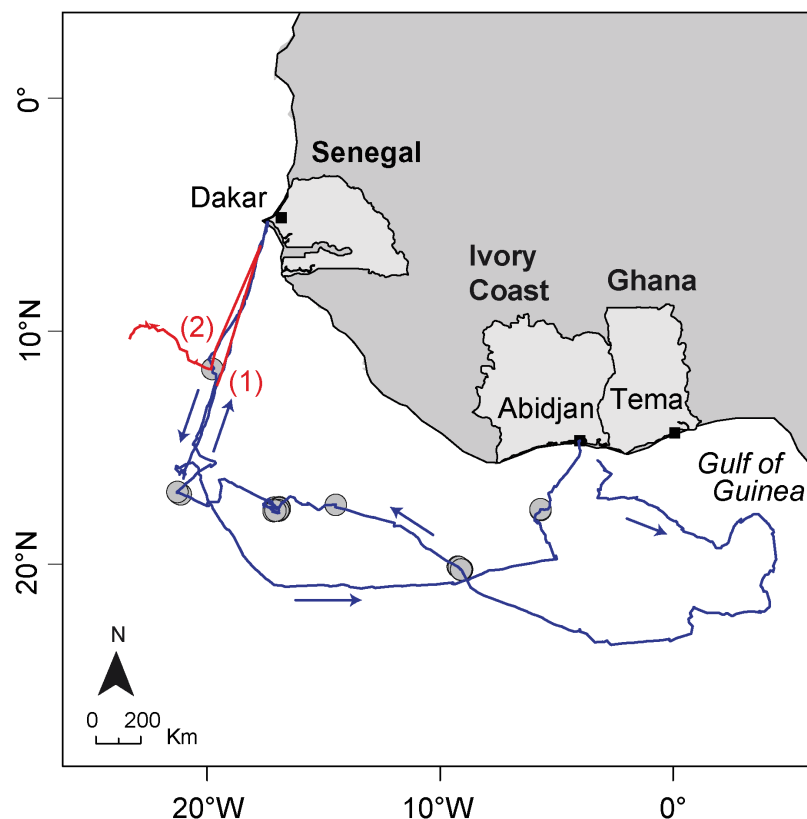 0°
Senegal
Dakar
Ivory
Coast
Ghana
10°N
(2)
(1)
Abidjan
Tema
Gulf of
Guinea
20°N
N
0 200
Km
20°W 10°W 0°